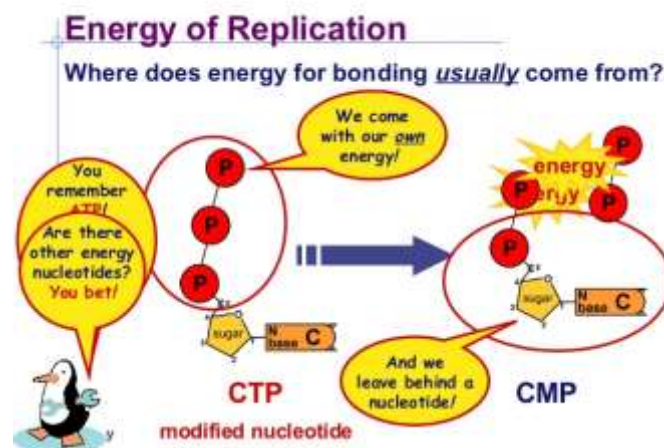 Energy of Replication
Where does energy for bonding usually come from?
We come
with our own
energy!
You
remember
ATP!
Are there
other energy
nucleotides?
You bet!
P
P
P
sugar
N
base C
CTP
modified nucleotide
energy
ergy
P
P
P
P
sugar
N
base C
And we
leave behind a
nucleotide!
CMP
y